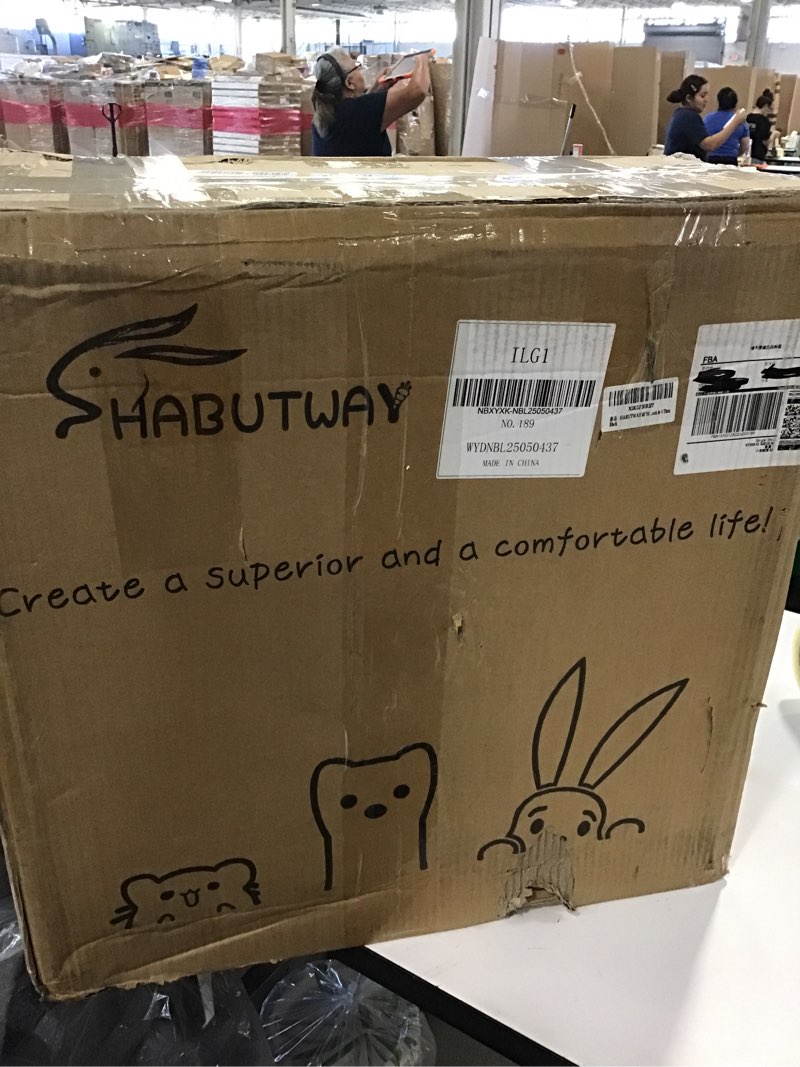 SHABUTWAY
ILG1
NBXYXK-NBL25050437
NO. 189
WYDNBL25050437
MADE IN CHINA
FBA
Create a superior and a comfortable life!